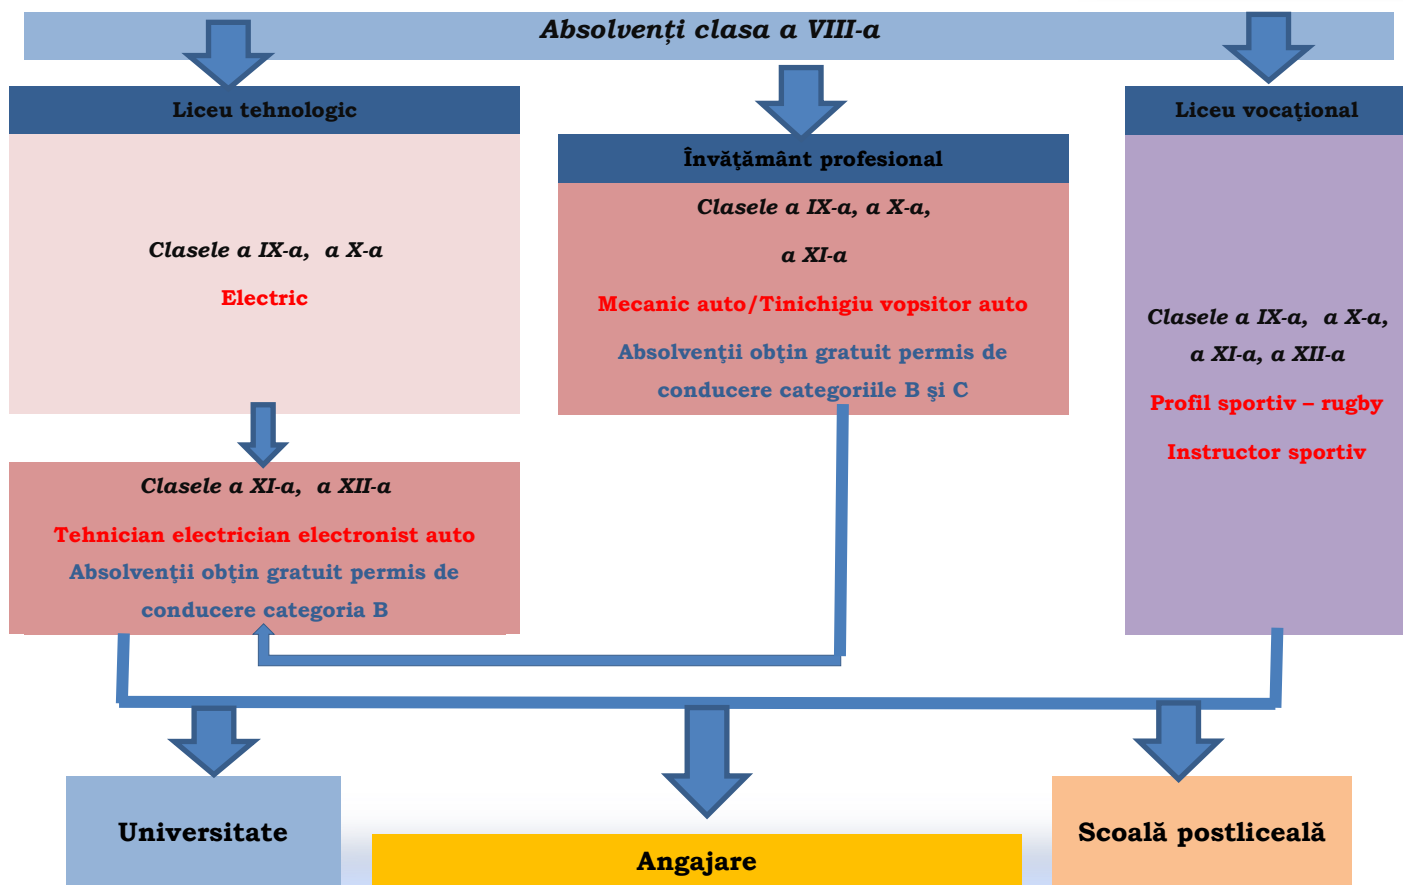 Absolvenți clasa a VIII-a
Liceu tehnologic
Clasele a IX-a, a X-a
Electric
Clasele a XI-a, a XII-a
Tehnician electrician electronist auto
Absolvenţii obţin gratuit permis de
conducere categoria B
Învăţământ profesional
Clasele a IX-a, a X-a,
a XI-a
Mecanic auto/Tinichigiu vopsitor auto
Absolvenţii obţin gratuit permis de
conducere categoriile B şi C
Liceu vocaţional
Clasele a IX-a, a X-a,
a XI-a, a XII-a
Profil sportiv – rugby
Instructor sportiv
Universitate
Angajare
Scoală postliceală